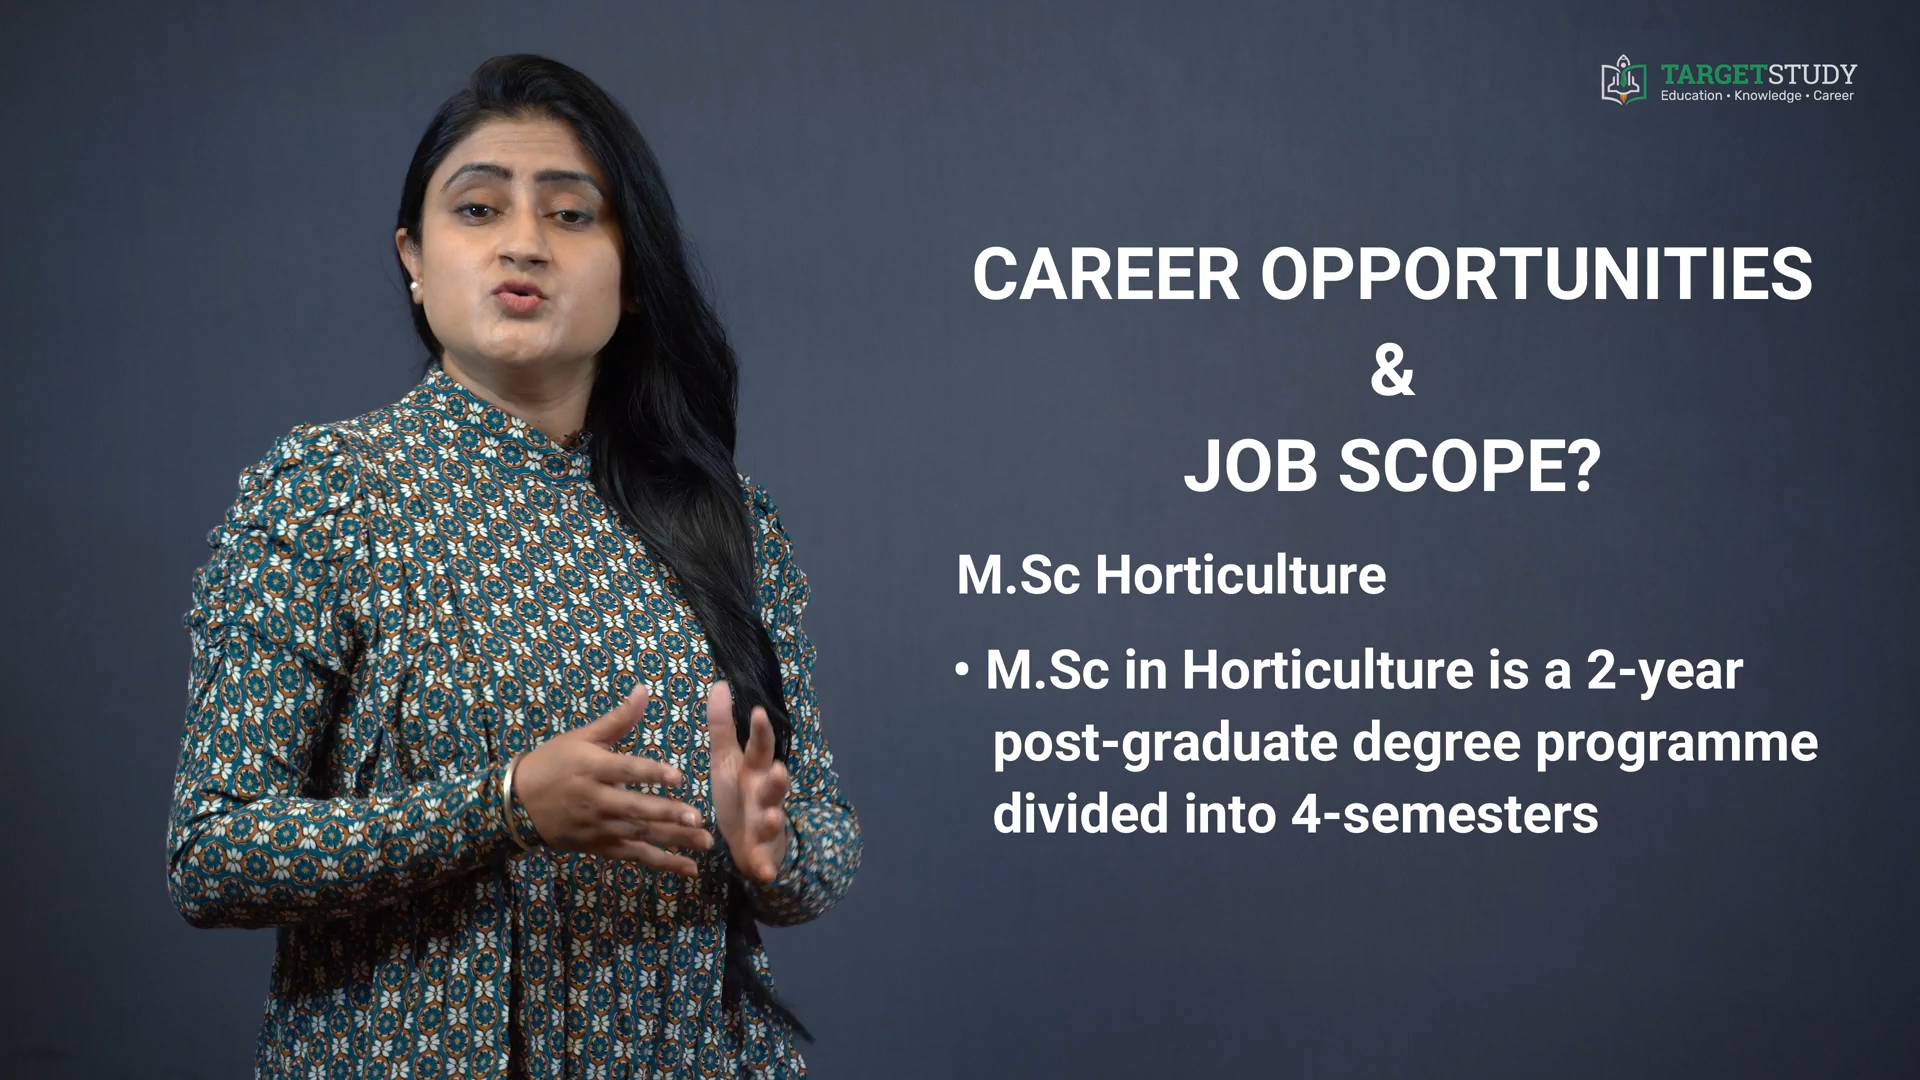 TARGETSTUDY
Education • Knowledge • Career
CAREER OPPORTUNITIES
&
JOB SCOPE?
M.Sc Horticulture
• M.Sc in Horticulture is a 2-year
post-graduate degree programme
divided into 4-semesters